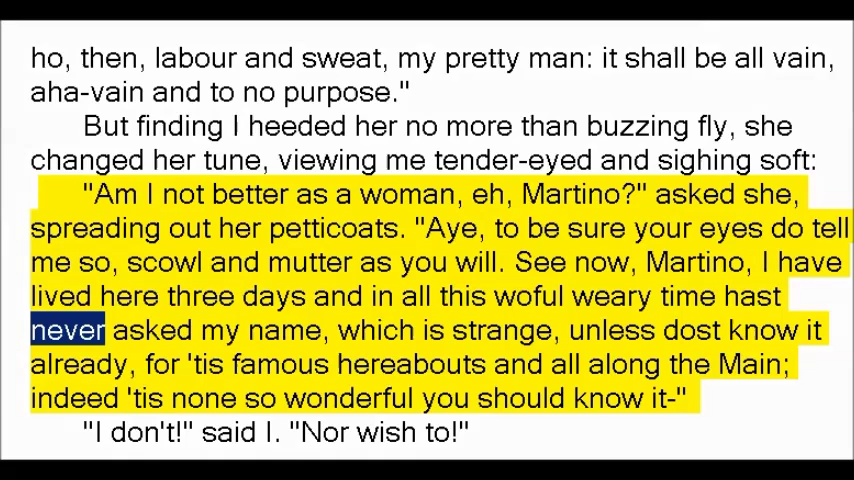 ho, then, labour and sweat, my pretty man: it shall be all vain,
aha-vain and to no purpose."
But finding I heeded her no more than buzzing fly, she
changed her tune, viewing me tender-eyed and sighing soft:
"Am I not better as a woman, eh, Martino?" asked she,
spreading out her petticoats. "Aye, to be sure your eyes do tell
me so, scowl and mutter as you will. See now, Martino, I have
lived here three days and in all this woful weary time hast
never asked my name, which is strange, unless dost know it
already, for 'tis famous hereabouts and all along the Main;
indeed 'tis none so wonderful you should know it-"
"I don't!" said I. "Nor wish to!"